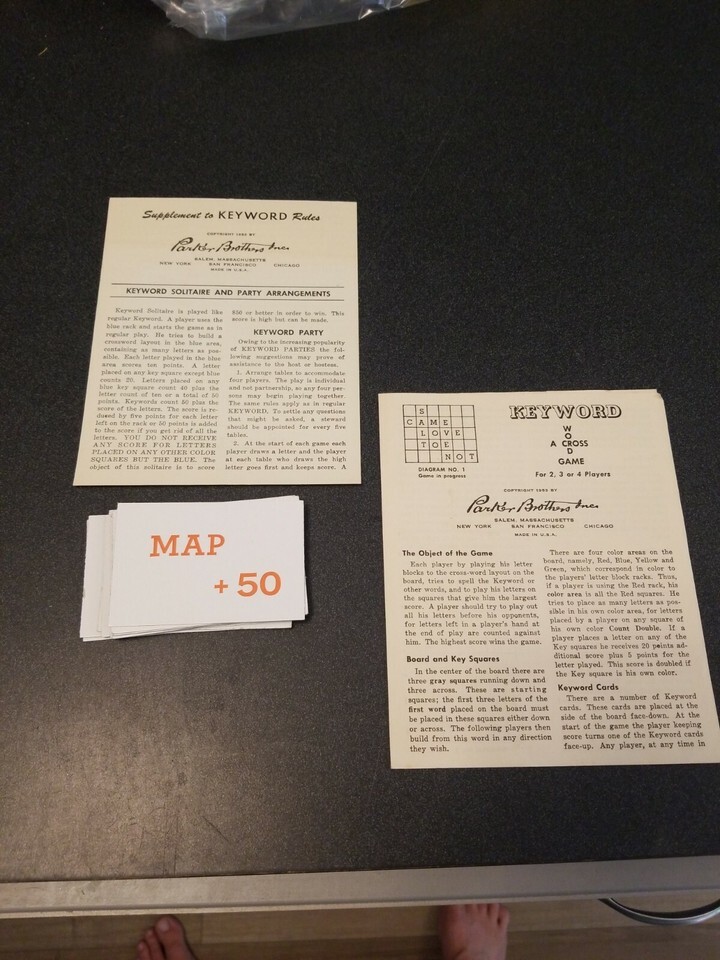 Supplement to KEYWORD Rules
COPYRIGHT 1953 BY
Parker Brothers Inc.
SALEM, MASSACHUSETTS
NEW YORK SAN FRANCISCO CHICAGO
MADE IN U.S.A.
KEYWORD SOLITAIRE AND PARTY ARRANGEMENTS
Keyword Solitaire is played like
regular Keyword. A player uses the
blue rack and starts the game as in
regular play. He tries to build a
crossword layout in the blue area,
containing as many letters as pos-
sible. Each letter played in the blue
area scores ten points. A letter
placed on any key square except blue
counts 20. Letters placed on any
blue key square count 40 plus the
letter count of ten or a total of 50
points. Keywords count 50 plus the
score of the letters. The score is re-
duced by five points for each letter
left on the rack or 50 points is added
to the score if you get rid of all the
letters. YOU DO NOT RECEIVE
ANY SCORE FOR LETTERS
PLACED ON ANY OTHER COLOR
SQUARES BUT THE BLUE. The
object of this solitaire is to score
850 or better in order to win. This
score is high but can be made.
KEYWORD PARTY
Owing to the increasing popularity
of KEYWORD PARTIES the fol-
lowing suggestions may prove of
assistance to the host or hostess.
1. Arrange tables to accommodate
four players. The play is individual
and not partnership, so any four per-
sons may begin playing together.
The same rules apply as in regular
KEYWORD. To settle any questions
that might be asked, a steward
should be appointed for every five
tables.
2. At the start of each game each
player draws a letter and the player
at each table who draws the high
letter goes first and keeps score. A
MAP
+ 50
S
CAME
LOVE
TOE
NOT
DIAGRAM NO. 1
Game in progress
KEYWORD
W
O
A CROSS
D
GAME
For 2, 3 or 4 Players
COPYRIGHT 1953 BY
Parker Brothers Inc.
SALEM, MASSACHUSETTS
NEW YORK SAN FRANCISCO CHICAGO
MADE IN U.S.A.
The Object of the Game
Each player by playing his letter
blocks to the cross-word layout on the
board, tries to spell the Keyword or
other words, and to play his letters on
the squares that give him the largest
score. A player should try to play out
all his letters before his opponents,
for letters left in a player's hand at
the end of play are counted against
him. The highest score wins the game.
Board and Key Squares
In the center of the board there are
three gray squares running down and
three across. These are starting
squares; the first three letters of the
first word placed on the board must
be placed in these squares either down
or across. The following players then
build from this word in any direction
they wish.
There are four color areas on the
board, namely, Red, Blue, Yellow and
Green, which correspond in color to
the players' letter block racks. Thus,
if a player is using the Red rack, his
color area is all the Red squares. He
tries to place as many letters as pos-
sible in his own color area, for letters
placed by a player on any square of
his own color Count Double. If a
player places a letter on any of the
Key squares he receives 20 points ad-
ditional score plus 5 points for the
letter played. This score is doubled if
the Key square is his own color.
Keyword Cards
There are a number of Keyword
cards. These cards are placed at the
side of the board face-down. At the
start of the game the player keeping
score turns one of the Keyword cards
face-up. Any player, at any time in